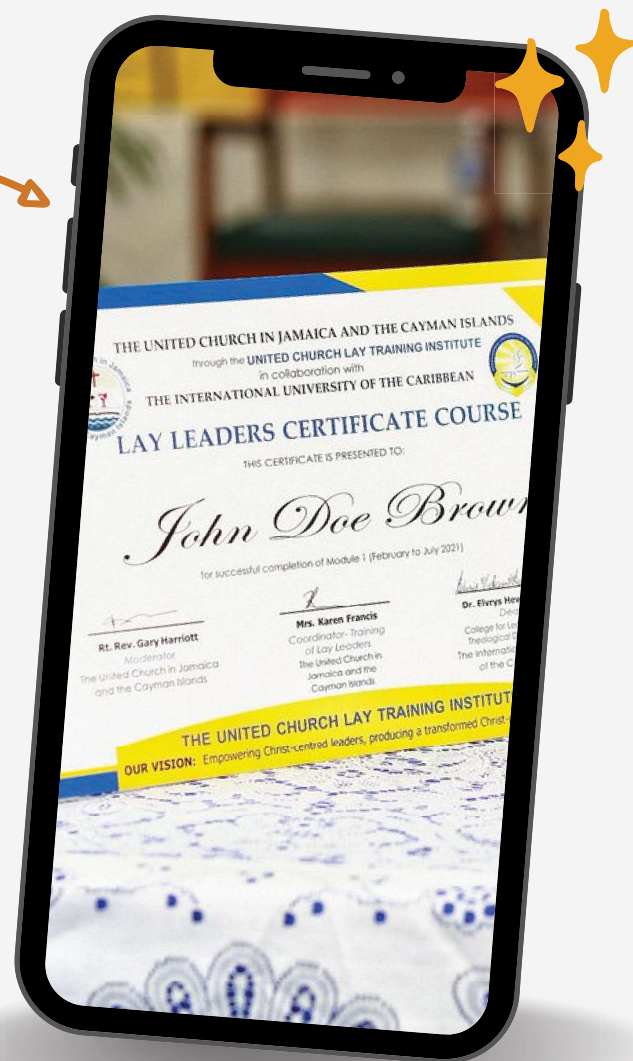 THE UNITED CHURCH IN JAMAICA AND THE CAYMAN ISLANDS
through the UNITED CHURCH LAY TRAINING INSTITUTE
in collaboration with
THE INTERNATIONAL UNIVERSITY OF THE CARIBBEAN
LAY LEADERS CERTIFICATE COURSE
THIS CERTIFICATE IS PRESENTED TO:
John Doe Brown
for successful completion of Module 1 (February to July 2021)
Rt. Rev. Gary Harriott
Moderator
The United Church in Jamaica
and the Cayman Islands
Mrs. Karen Francis
Coordinator- Training
of Lay Leaders
The United Church in
Jamaica and the
Cayman Islands
Dr. Elvrys
College for
Theological
The
of the
THE UNITED CHURCH LAY TRAINING
OUR VISION: Empowering Christ-centred leaders, producing a transformed